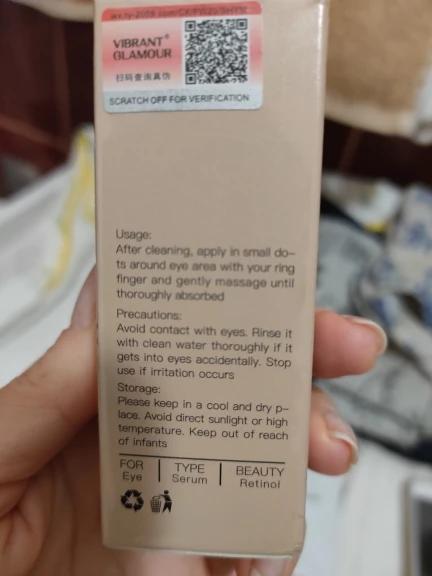 VIBRANT®
GLAMOUR
扫码查询真伪
SCRATCH OFF FOR VERIFICATION
Usage:
After cleaning, apply in small do-
ts around eye area with your ring
finger and gently massage until
thoroughly absorbed
Precautions:
Avoid contact with eyes. Rinse it
with clean water thoroughly if it
gets into eyes accidentally. Stop
use if irritation occurs
Storage:
Please keep in a cool and dry p-
lace. Avoid direct sunlight or high
temperature. Keep out of reach
of infants
FOR TYPE BEAUTY
Eye Serum Retinol